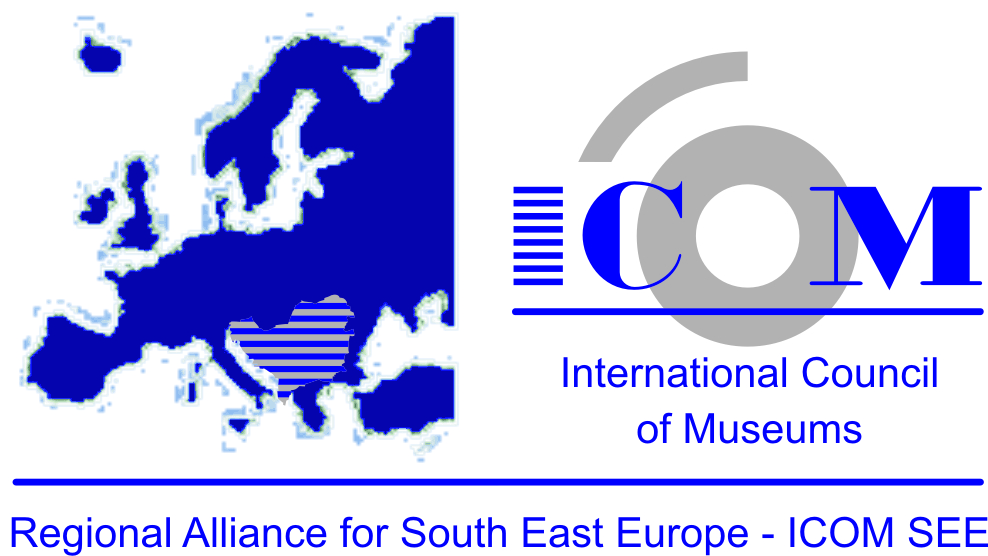 ICOM
International Council
of Museums
Regional Alliance for South East Europe - ICOM SEE